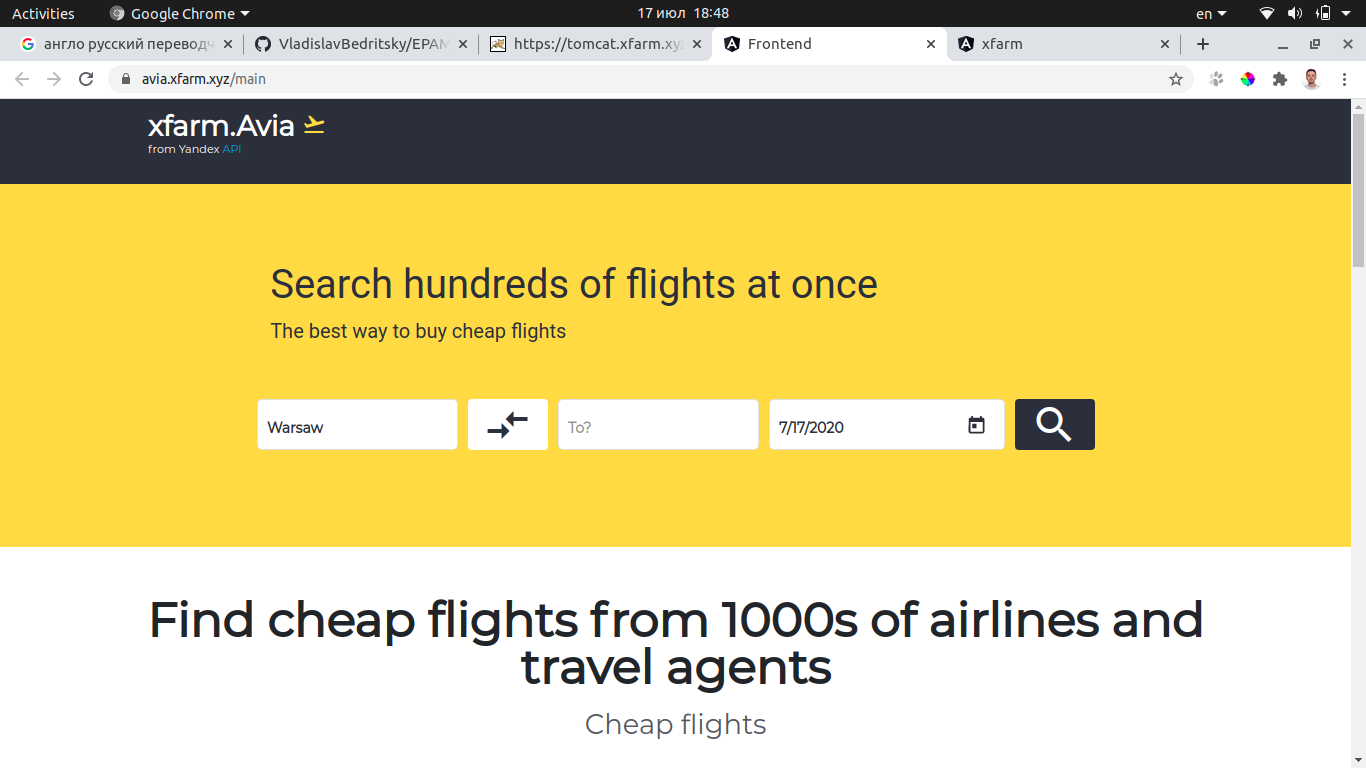 Activities
Google Chrome
17 июл 18:48
en
англо русский переводч
VladislavBedritsky/EPAM
https://tomcat.xfarm.xy
Frontend
xfarm
avia.xfarm.xyz/main
xfarm.Avia
from Yandex API
Search hundreds of flights at once
The best way to buy cheap flights
Warsaw
To?
7/17/2020
Find cheap flights from 1000s of airlines and
travel agents
Cheap flights